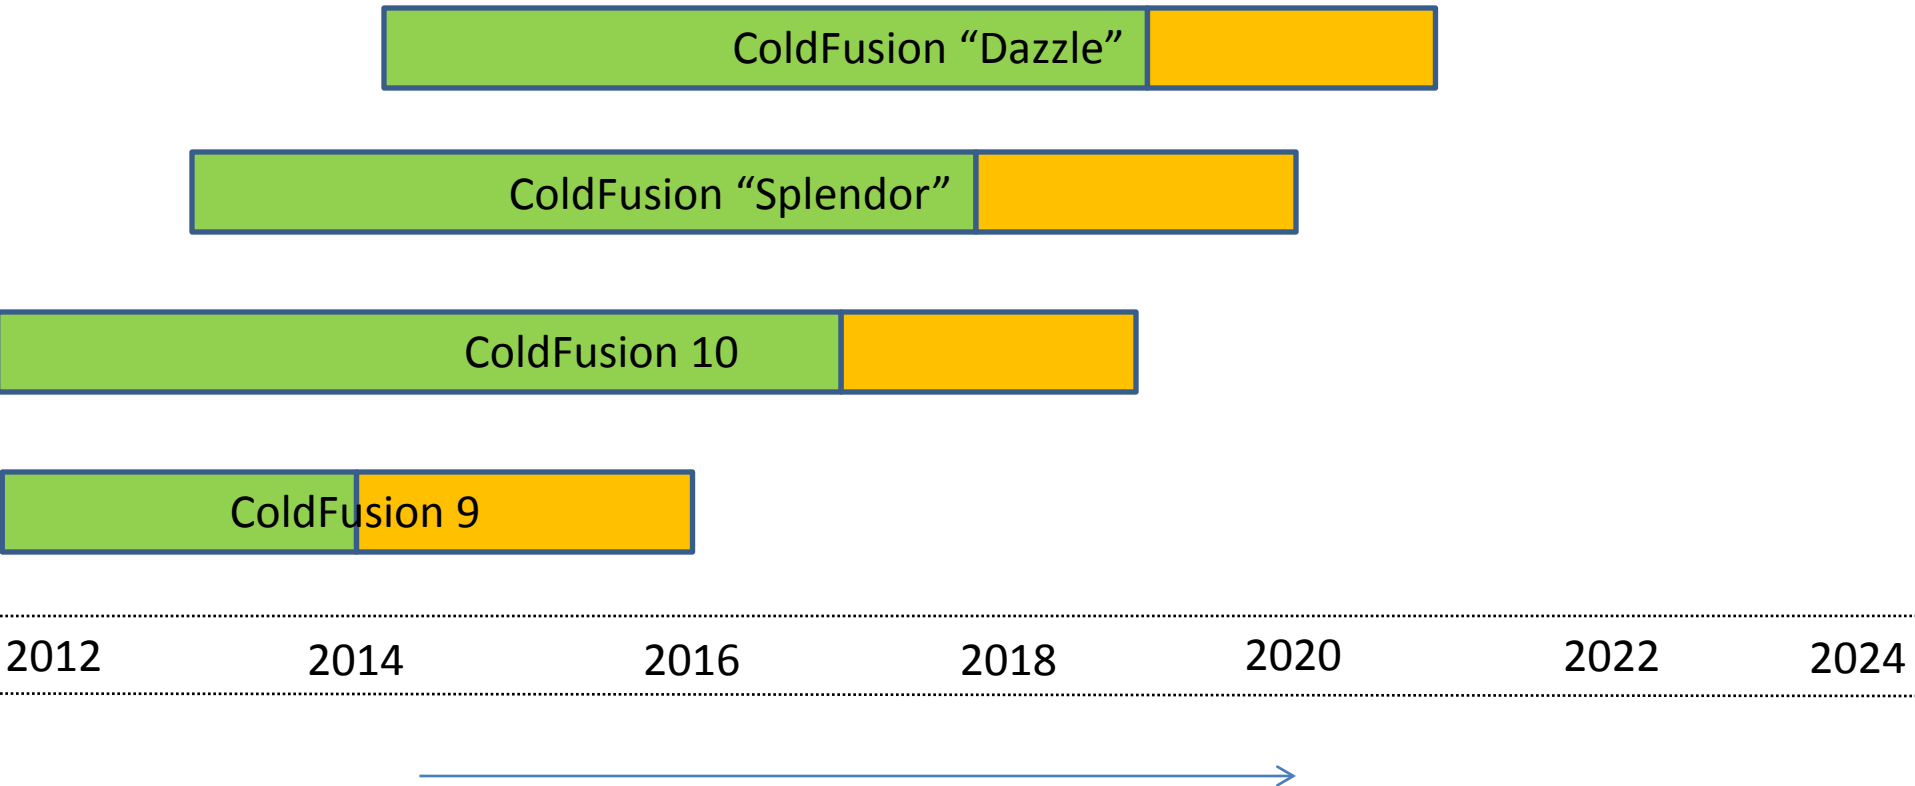 ColdFusion “Dazzle”
ColdFusion “Splendor”
ColdFusion 10
ColdFusion 9
2012 2014 2016 2018 2020 2022 2024